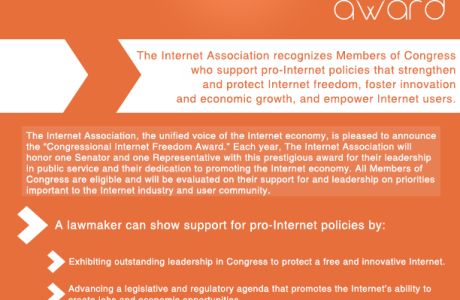 award
The Internet Association recognizes Members of Congress
who support pro-Internet policies that strengthen
and protect Internet freedom, foster innovation
and economic growth, and empower Internet users.
The Internet Association, the unified voice of the Internet economy, is pleased to announce
the “Congressional Internet Freedom Award.” Each year, The Internet Association will
honor one Senator and one Representative with this prestigious award for their leadership
in public service and their dedication to promoting the Internet economy. All Members of
Congress are eligible and will be evaluated on their support for and leadership on priorities
important to the Internet industry and user community.
A lawmaker can show support for pro-Internet policies by:
Exhibiting outstanding leadership in Congress to protect a free and innovative Internet.
Advancing a legislative and regulatory agenda that promotes the Internet’s ability to
create jobs and economic opportunities